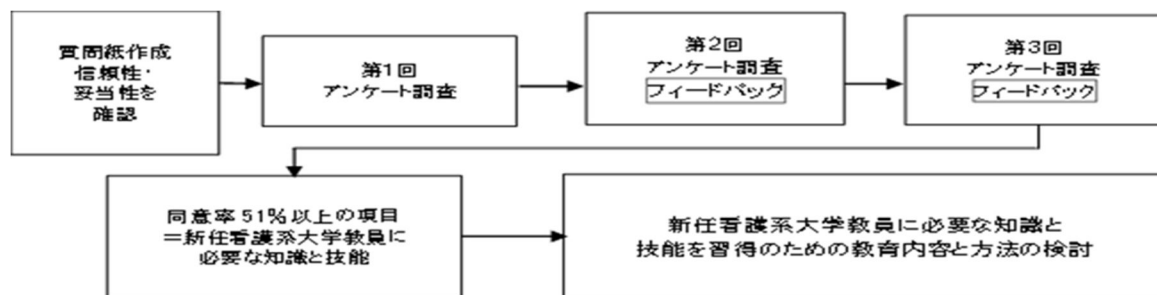 質問紙作成
信頼性・
妥当性を
確認
第1回
アンケート調査
第2回
アンケート調査
フィードバック
第3回
アンケート調査
フィードバック
同意率51%以上の項目
＝新任看護系大学教員に
必要な知識と技能
新任看護系大学教員に必要な知識と
技能を習得のための教育内容と方法の検討